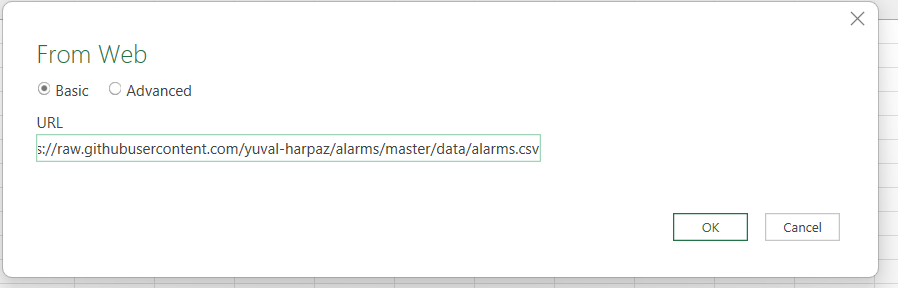 From Web
Basic Advanced
URL
s://raw.githubusercontent.com/yuval-harpaz/alarms/master/data/alarms.csv
OK Cancel